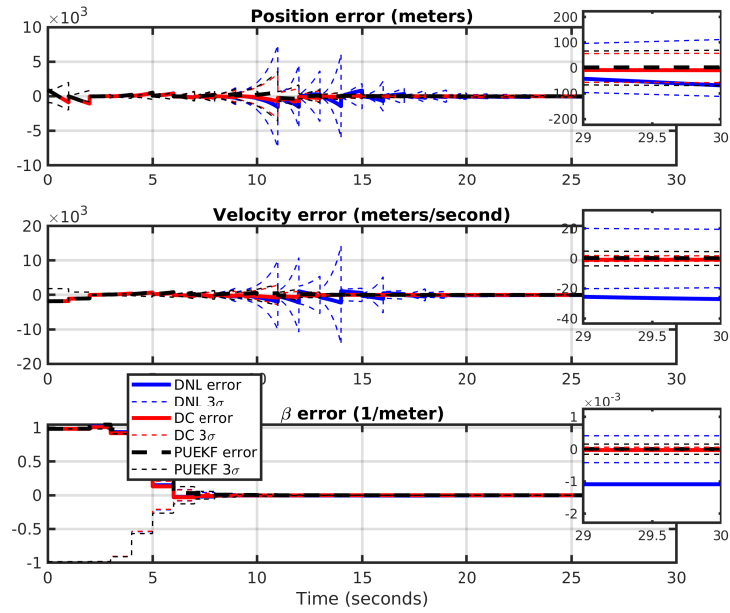 Position error (meters)
×10³
10
5
0
-5
-10
0 5 10 15 20 25 30
200
100
0
-100
-200
29 29.5 30
Velocity error (meters/second)
×10³
20
10
0
-10
-20
0 5 10 15 20 25 30
20
0
-20
-40
29 29.5 30
DNL error
DNL 3σ
DC error
DC 3σ
PUEKF error
PUEKF 3σ
β error (1/meter)
1
0.5
0
-0.5
-1
0 5 10 15 20 25 30
×10⁻³
1
0
-1
-2
29 29.5 30
Time (seconds)